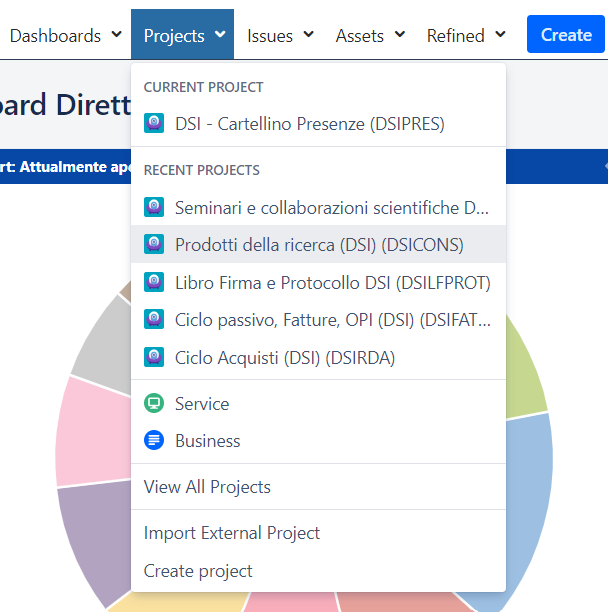 Dashboards Projects Issues Assets Refined Create
CURRENT PROJECT
oard Dirett
DSI - Cartellino Presenze (DSIPRES)
rt: Attualmente ape
RECENT PROJECTS
Seminari e collaborazioni scientifiche D...
Prodotti della ricerca (DSI) (DSICONS)
Libro Firma e Protocollo DSI (DSILFPROT)
Ciclo passivo, Fatture, OPI (DSI) (DSIFAT...
Ciclo Acquisti (DSI) (DSIRDA)
Service
Business
View All Projects
Import External Project
Create project